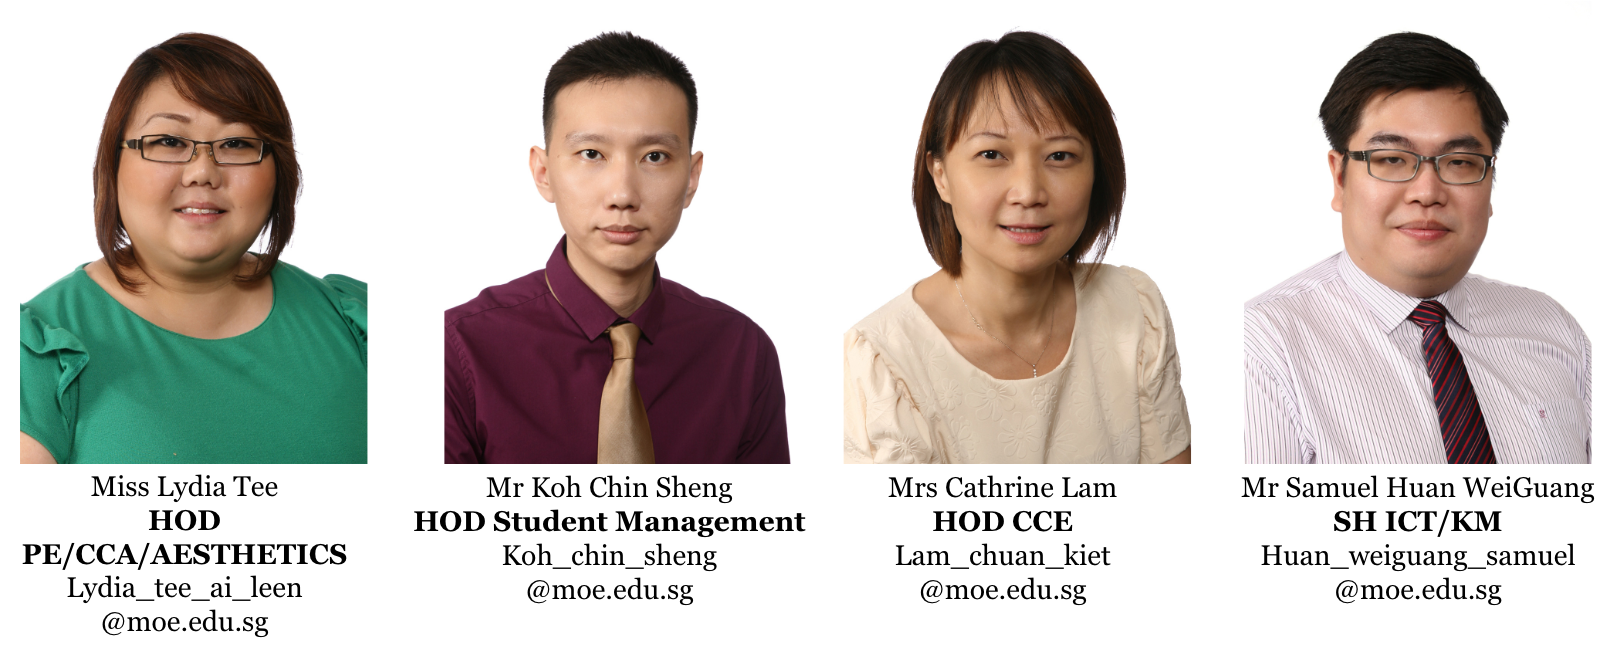 Miss Lydia Tee
HOD
PE/CCA/AESTHETICS
Lydia_tee_ai_leen
@moe.edu.sg
Mr Koh Chin Sheng
HOD Student Management
Koh_chin_sheng
@moe.edu.sg
Mrs Cathrine Lam
HOD CCE
Lam_chuan_kiet
@moe.edu.sg
Mr Samuel Huan WeiGuang
SH ICT/KM
Huan_weiguang_samuel
@moe.edu.sg